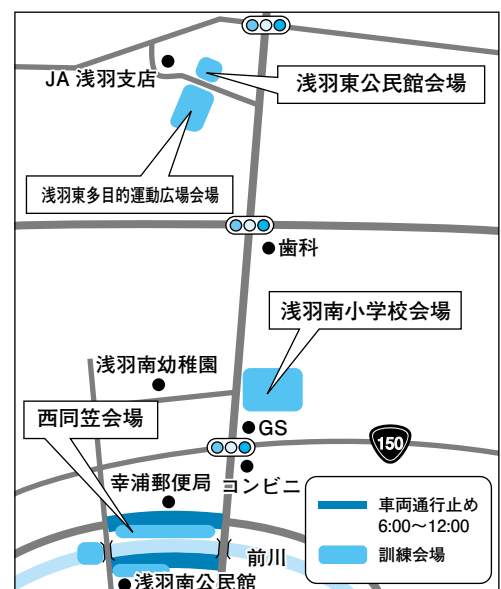 JA 浅羽支店
浅羽東公民館会場
浅羽東多目的運動広場会場
歯科
浅羽南小学校会場
浅羽南幼稚園
西同笠会場
GS
150
幸浦郵便局
コンビニ
車両通行止め
6:00〜12:00
前川
訓練会場
浅羽南公民館